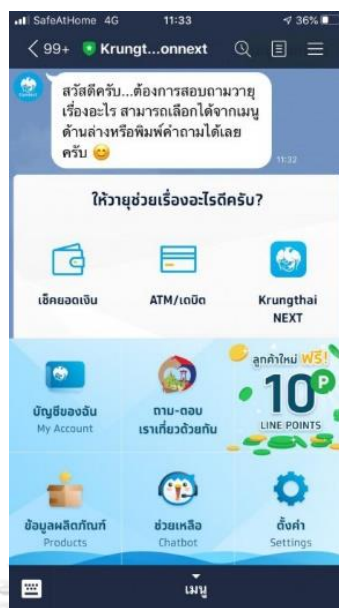 SafeAtHome 4G 11:33 36%
99+ Krungt...onnext
สวัสดีครับ...ต้องการสอบถามวายุ
เรื่องอะไร สามารถเลือกได้จากเมนู
ด้านล่างหรือพิมพ์คำถามได้เลย
ครับ 😊
11:32
ให้วายุช่วยเรื่องอะไรดีครับ?
เช็คยอดเงิน ATM/เดบิต Krungthai
NEXT
ลูกค้าใหม่ ฟรี!
10 P
LINE POINTS
บัญชีของฉัน ถาม-ตอบ
My Account เราเที่ยวด้วยกัน
ข้อมูลผลิตภัณฑ์ ช่วยเหลือ ตั้งค่า
Products Chatbot Settings
เมนู